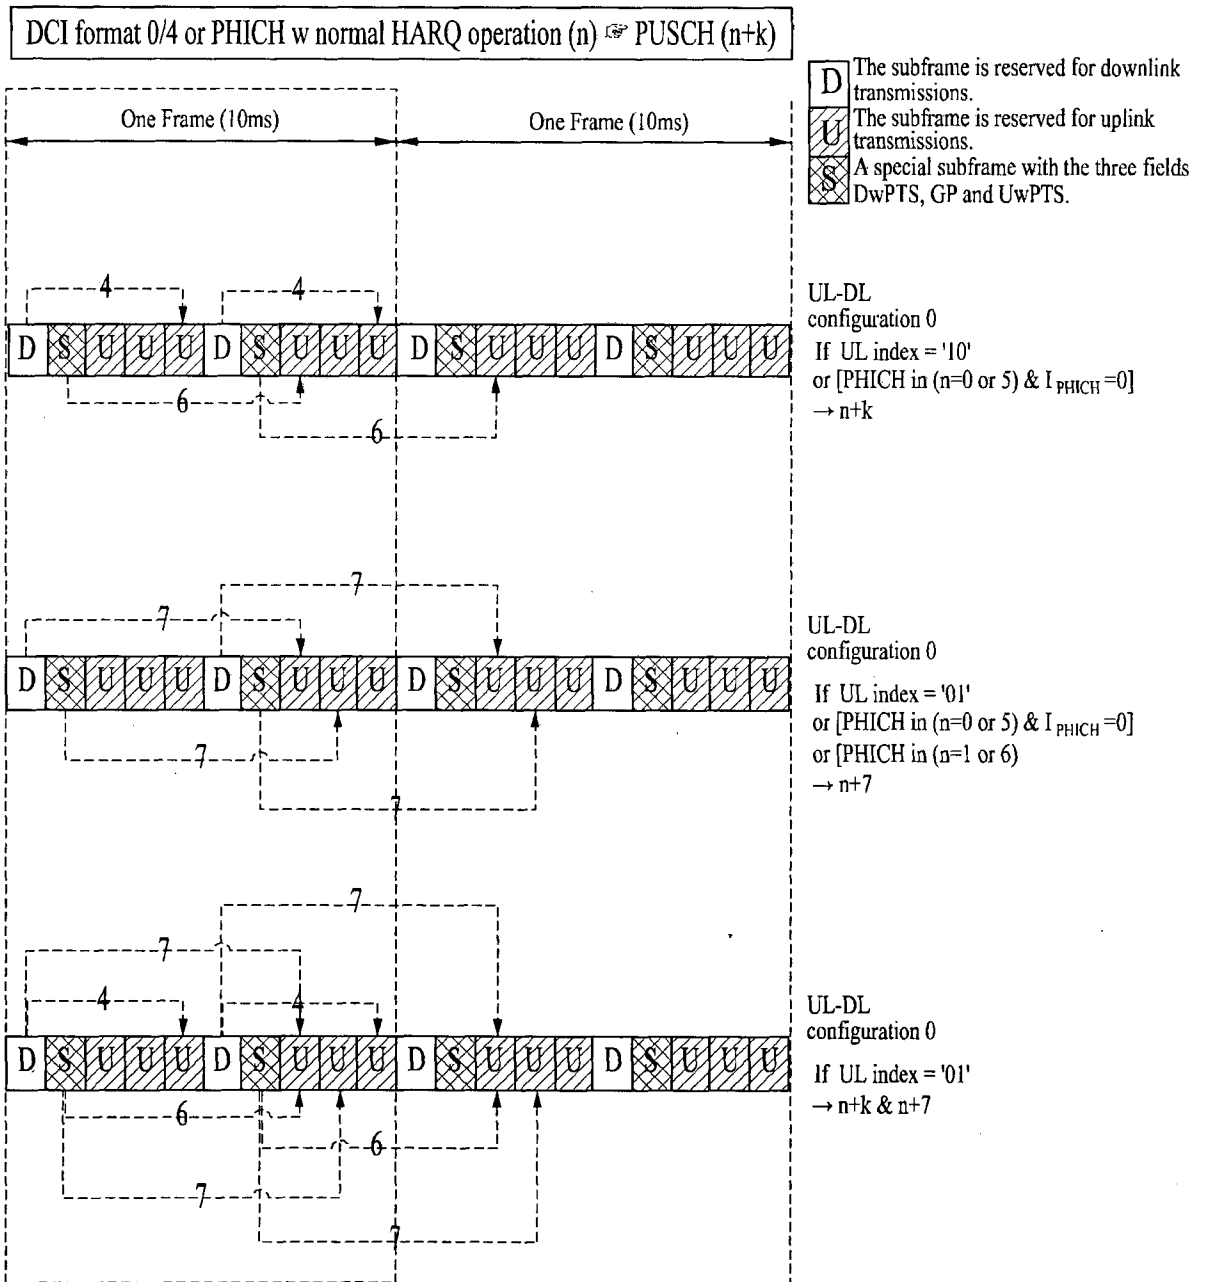 DCI format 0/4 or PHICH w normal HARQ operation (n) ☞ PUSCH (n+k)
D The subframe is reserved for downlink
transmissions.
U The subframe is reserved for uplink
transmissions.
S A special subframe with the three fields
DwPTS, GP and UwPTS.
One Frame (10ms) One Frame (10ms)
4 4
D S U U U D S U U U D S U U U D S U U U
6
6
UL-DL
configuration 0
If UL index = '10'
or [PHICH in (n=0 or 5) & I PHICH =0]
→ n+k
7
7
D S U U U D S U U U D S U U U D S U U U
7
7
UL-DL
configuration 0
If UL index = '01'
or [PHICH in (n=0 or 5) & I PHICH =0]
or [PHICH in (n=1 or 6)
→ n+7
7
7
4 4
D S U U U D S U U U D S U U U D S U U U
6
6
7
7
UL-DL
configuration 0
If UL index = '01'
→ n+k & n+7